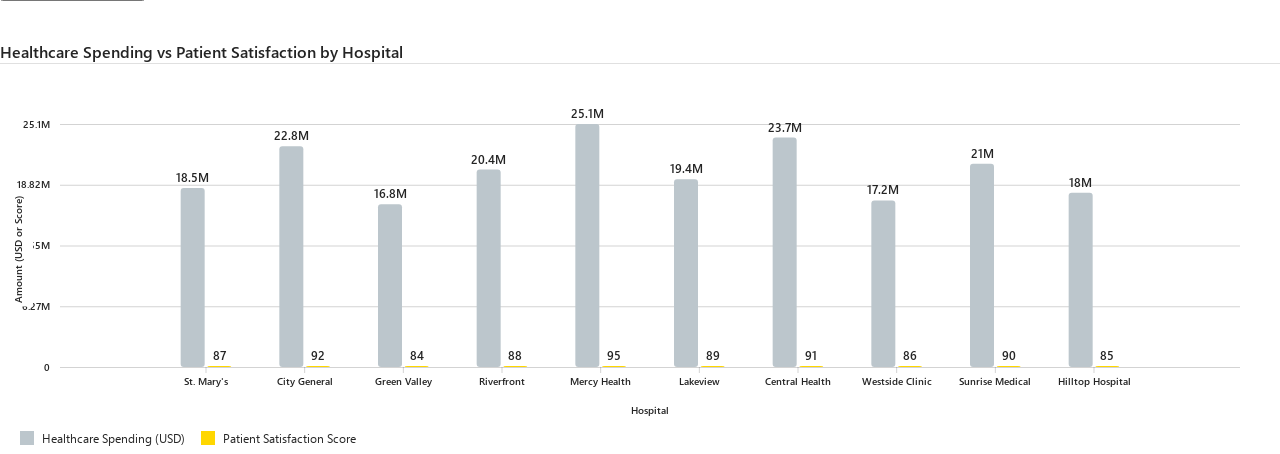 Healthcare Spending vs Patient Satisfaction by Hospital
25.1M
18.82M
6.27M
0
Amount (USD or Score)
18.5M
22.8M
16.8M
20.4M
25.1M
19.4M
23.7M
17.2M
21M
18M
87
92
84
88
95
89
91
86
90
85
St. Mary's
City General
Green Valley
Riverfront
Mercy Health
Lakeview
Central Health
Westside Clinic
Sunrise Medical
Hilltop Hospital
Hospital
Healthcare Spending (USD)
Patient Satisfaction Score